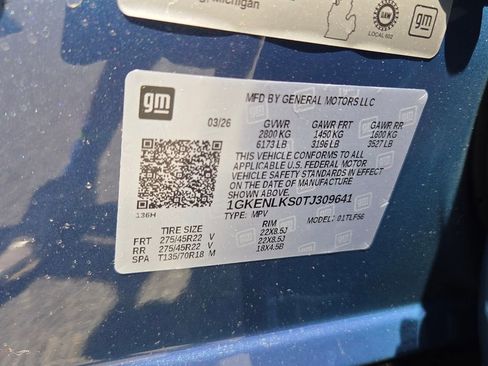 g, Michigan
UAW
LOCAL 602
gm
gm
MFD BY GENERAL MOTORS LLC
03/26 GVWR GAWR FRT GAWR RR
2800 KG 1450 KG 1600 KG
6173 LB 3196 LB 3527 LB
THIS VEHICLE CONFORMS TO ALL
APPLICABLE U.S. FEDERAL MOTOR
VEHICLE SAFETY STANDARDS IN EFFECT
ON THE DATE OF MANUFACTURE
SHOWN ABOVE.
1GKENLKS0TJ309641
136H TYPE: MPV MODEL: 01TLF56
TIRE SIZE RIM
FRT 275/45R22 V 22X8.5J
RR 275/45R22 V 22X8.5J
SPA T135/70R18 M 18X4.5B